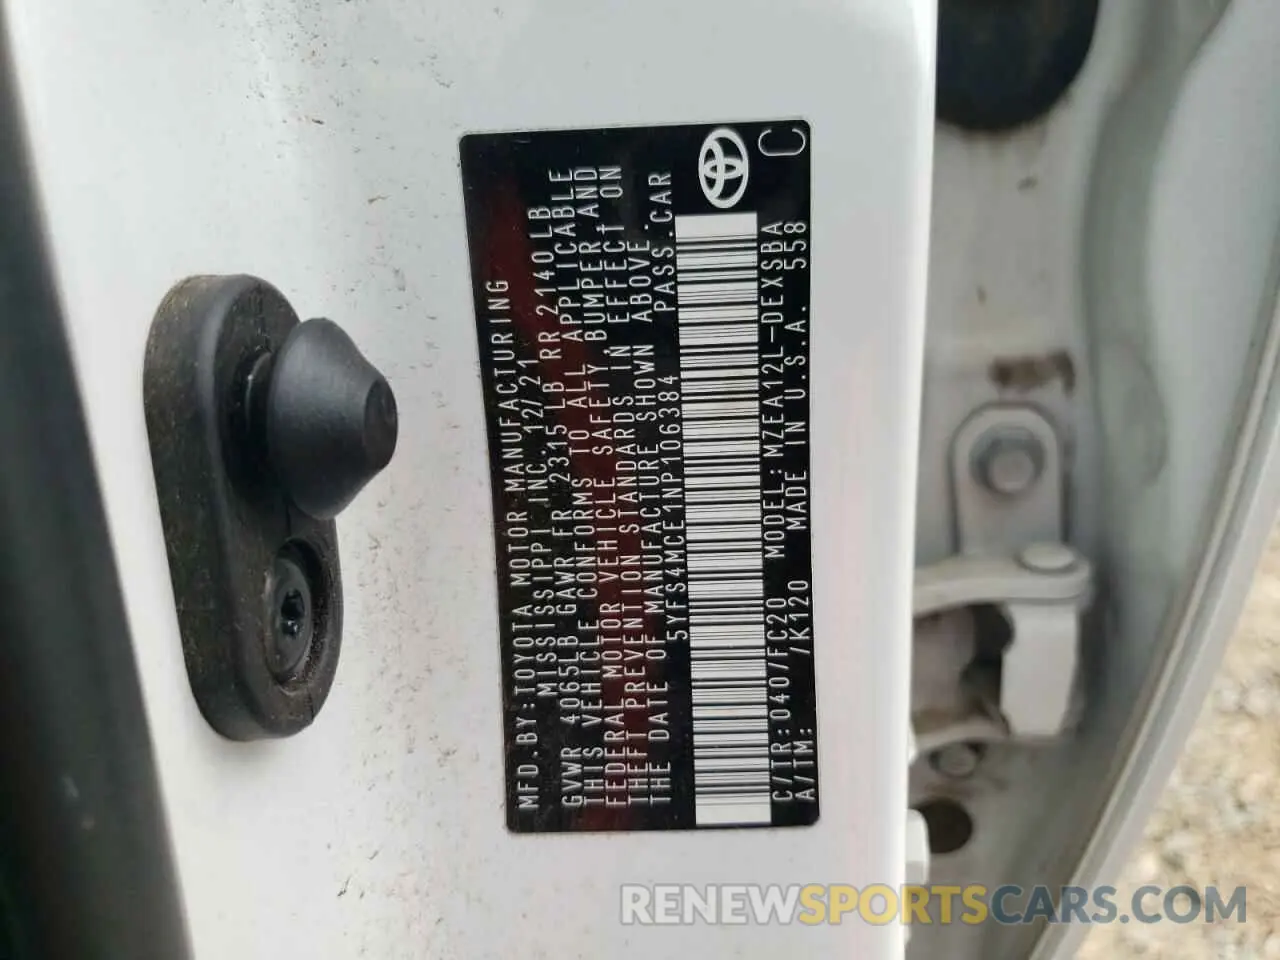 MFD.BY:TOYOTA MOTOR MANUFACTURING
MISSISSIPPI INC. 12/21
GVWR 4065LB GAWR FR 2315LB RR 2140LB
THIS VEHICLE CONFORMS TO ALL APPLICABLE
FEDERAL MOTOR VEHICLE SAFETY BUMPER, AND
THEFT PREVENTION STANDARDS IN EFFECT ON
THE DATE OF MANUFACTURE SHOWN ABOVE.
5YFS4MCE1NP106384 PASS.CAR
C/TR:040/FC20 MODEL:MZEA12L-DEXSBA
A/TM: /K120 MADE IN U.S.A. 558
C
RENEWSPORTSCARS.COM